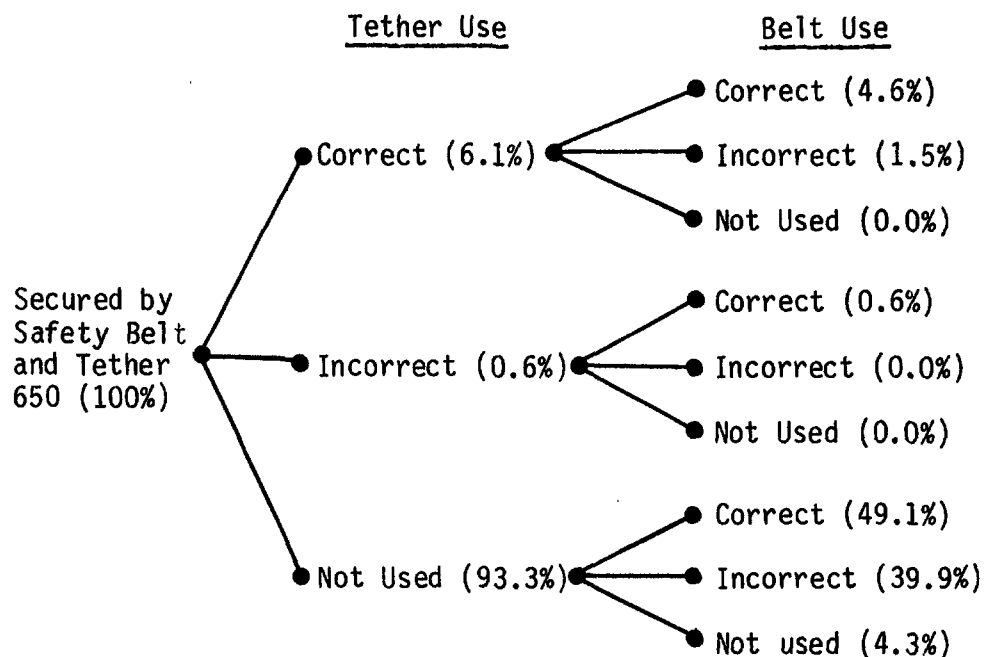 Tether Use
Belt Use
Correct (4.6%)
Correct (6.1%)
Incorrect (1.5%)
Not Used (0.0%)
Secured by
Safety Belt
and Tether
650 (100%)
Correct (0.6%)
Incorrect (0.6%)
Incorrect (0.0%)
Not Used (0.0%)
Correct (49.1%)
Not Used (93.3%)
Incorrect (39.9%)
Not used (4.3%)